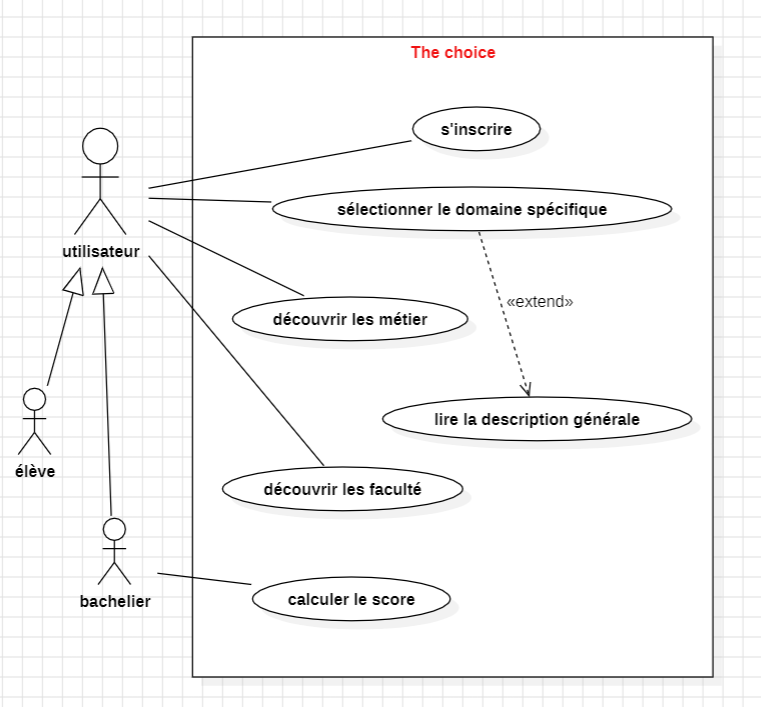 The choice
s'inscrire
sélectionner le domaine spécifique
utilisateur
«extend»
découvrir les métier
lire la description générale
élève
découvrir les faculté
bachelier
calculer le score